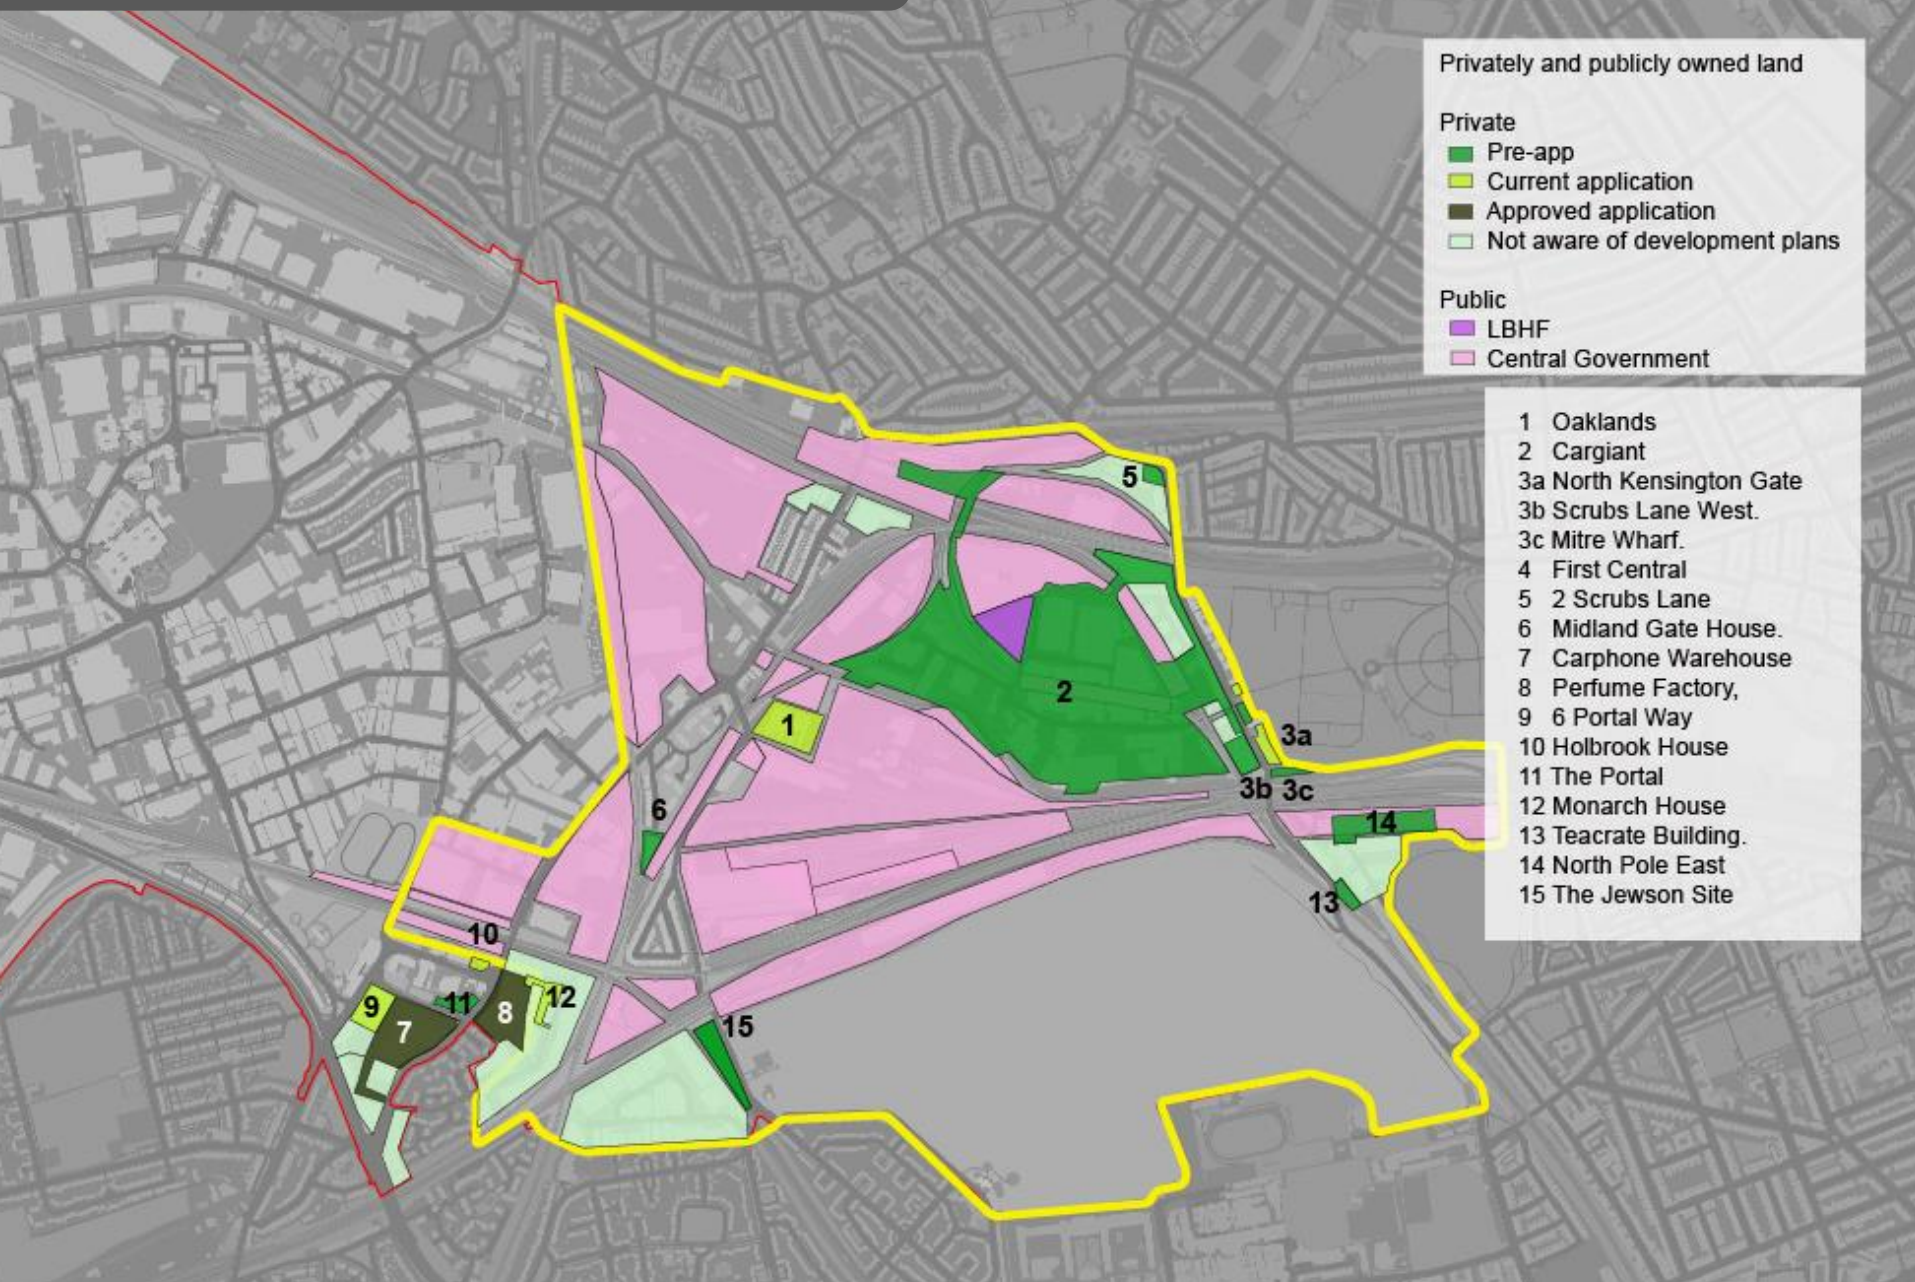 Privately and publicly owned land
Private
Pre-app
Current application
Approved application
Not aware of development plans
Public
LBHF
Central Government
1 Oaklands
2 Cargiant
3a North Kensington Gate
3b Scrubs Lane West.
3c Mitre Wharf.
4 First Central
5 2 Scrubs Lane
6 Midland Gate House.
7 Carphone Warehouse
8 Perfume Factory,
9 6 Portal Way
10 Holbrook House
11 The Portal
12 Monarch House
13 Teacrate Building.
14 North Pole East
15 The Jewson Site
5
2
1
3a
3b 3c
6
14
13
10
9
7
11
8
12
15